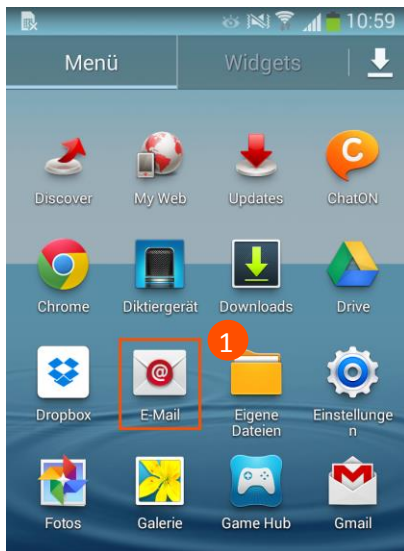 10:59
Menü Widgets
Discover My Web Updates ChatON
C
Chrome Diktiergerät Downloads Drive
1
@
Dropbox E-Mail Eigene Einstellunge
Dateien n
Fotos Galerie Game Hub Gmail